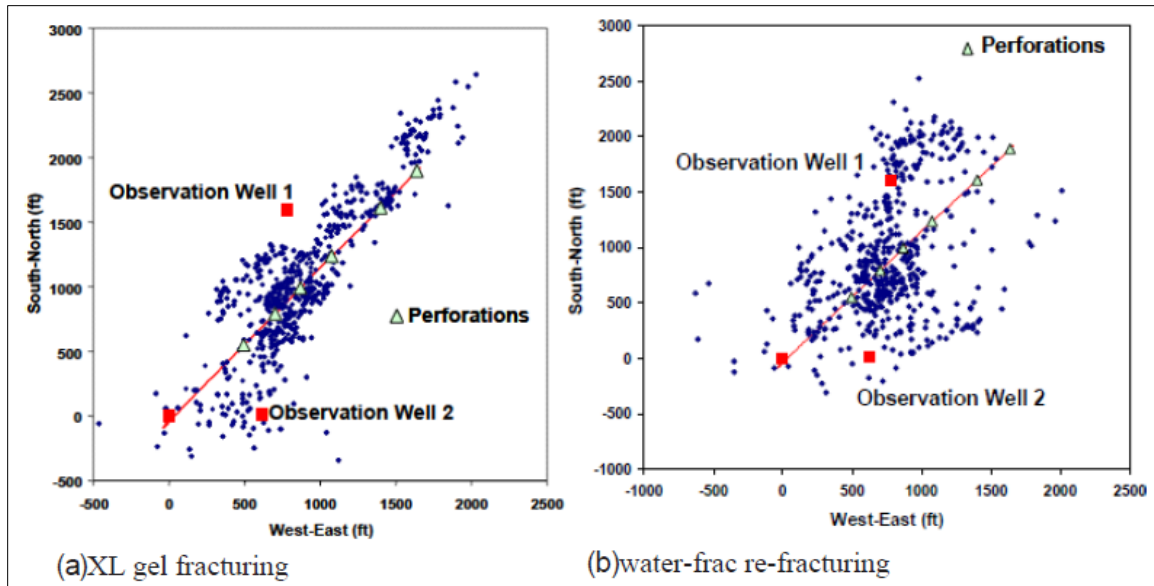 3000
2500
2000
1500
1000
500
0
-500
-500
0
500
1000
1500
2000
2500
South-North (ft)
West-East (ft)
Observation Well 1
Perforations
Observation Well 2
(a)XL gel fracturing
3000
2500
2000
1500
1000
500
0
-500
-1000
-1000
-500
0
500
1000
1500
2000
2500
South-North (ft)
West-East (ft)
Perforations
Observation Well 1
Observation Well 2
(b)water-frac re-fracturing